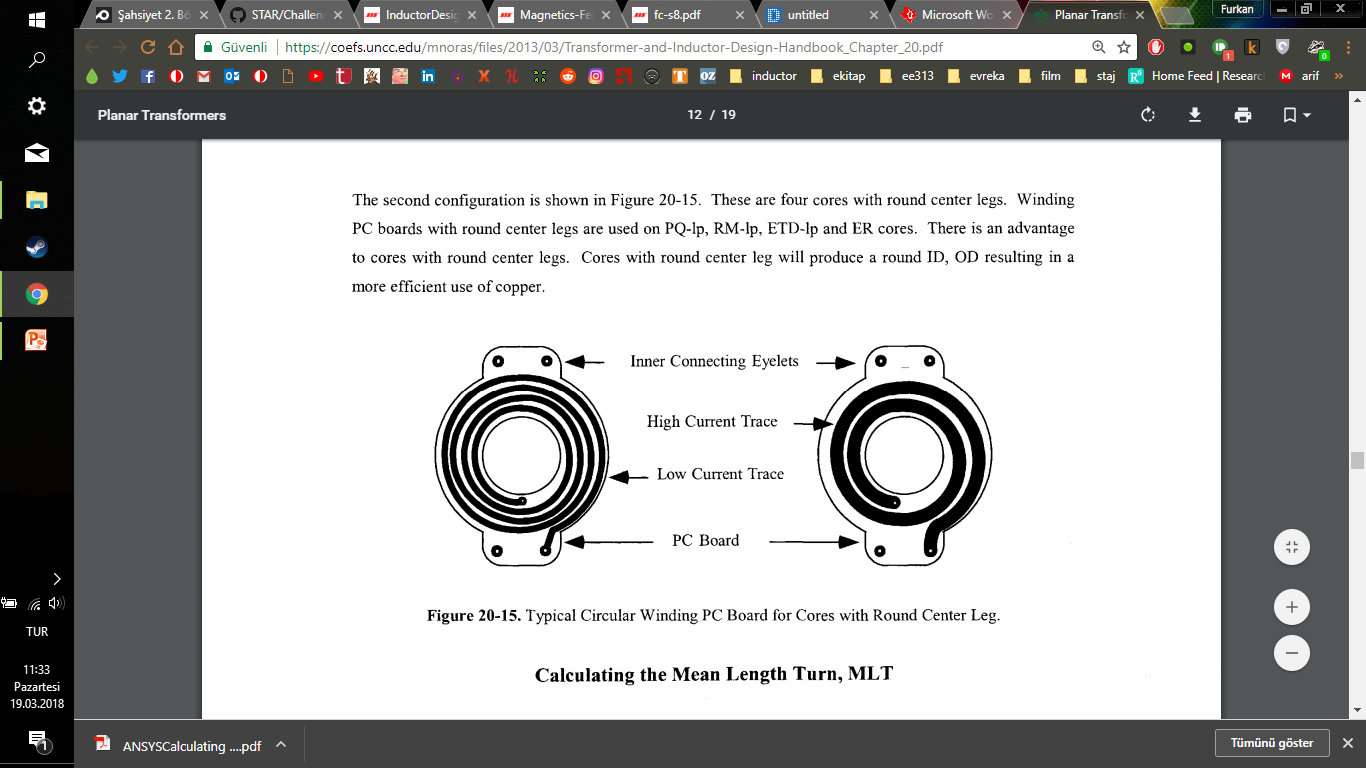 Şahsiyet 2. Bö
STAR/Challen
InductorDesig
Magnetics-Fe
fc-s8.pdf
untitled
Microsoft Wo
Planar Transfo
Furkan
Güvenli
https://coefs.uncc.edu/mnoras/files/2013/03/Transformer-and-Inductor-Design-Handbook_Chapter_20.pdf
inductor
ekitap
ee313
evreka
film
staj
Home Feed | Researc
arif
Planar Transformers
12 / 19
The second configuration is shown in Figure 20-15. These are four cores with round center legs. Winding
PC boards with round center legs are used on PQ-lp, RM-lp, ETD-lp and ER cores. There is an advantage
to cores with round center legs. Cores with round center leg will produce a round ID, OD resulting in a
more efficient use of copper.
Inner Connecting Eyelets
High Current Trace
Low Current Trace
PC Board
Figure 20-15. Typical Circular Winding PC Board for Cores with Round Center Leg.
Calculating the Mean Length Turn, MLT
TUR
11:33
Pazartesi
19.03.2018
1
ANSYSCalculating ....pdf
Tümünü göster